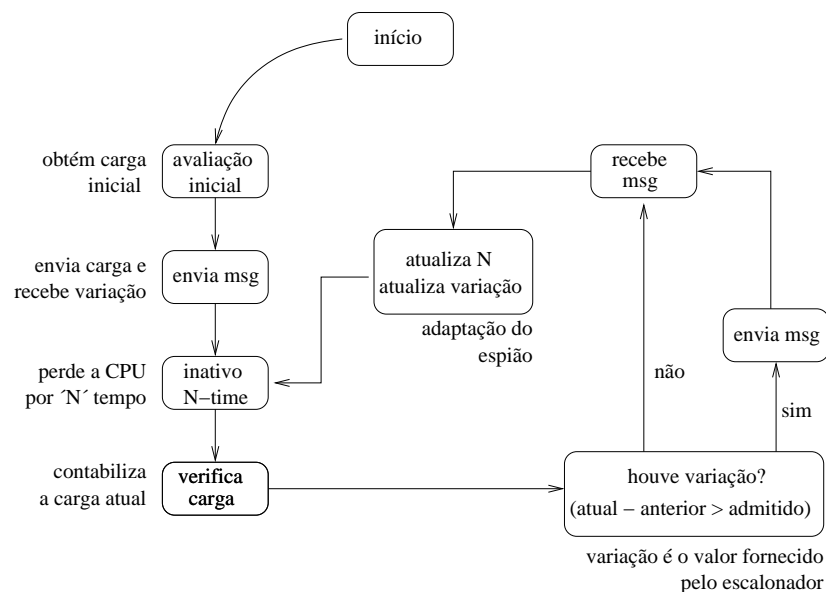 início
obtém carga
inicial
avaliação
inicial
recebe
msg
envia carga e
recebe variação
envia msg
atualiza N
atualiza variação
adaptação do
espião
envia msg
perde a CPU
por ´N´ tempo
inativo
N−time
não
sim
contabiliza
a carga atual
verifica
carga
houve variação?
(atual − anterior > admitido)
variação é o valor fornecido
pelo escalonador